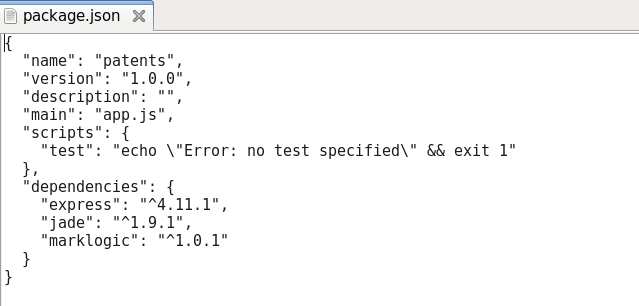 package.json
{
  "name": "patents",
  "version": "1.0.0",
  "description": "",
  "main": "app.js",
  "scripts": {
    "test": "echo \"Error: no test specified\" && exit 1"
  },
  "dependencies": {
    "express": "^4.11.1",
    "jade": "^1.9.1",
    "marklogic": "^1.0.1"
  }
}